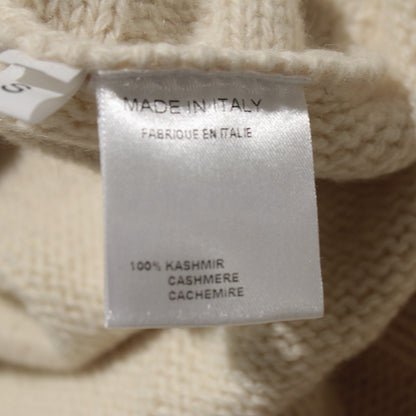 S
MADE IN ITALY
FABRIQUE EN ITALIE
100% KASHMIR
CASHMERE
CACHEMIRE